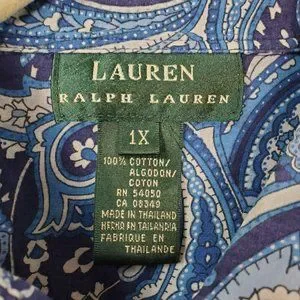 LAUREN
RALPH LAUREN
1X
100% COTTON/
ALGODON/
COTON
RN 54050
CA 08349
MADE IN THAILAND
HECHO EN TAILANDIA
FABRIQUE EN
THAILANDE